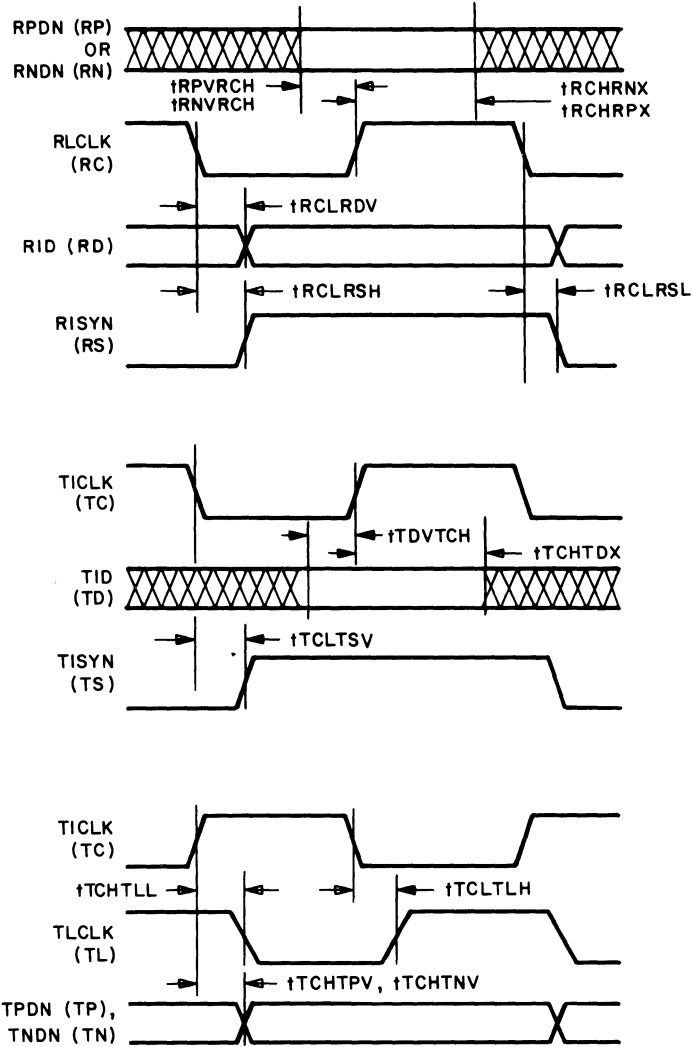 RPDN (RP)
OR
RNDN (RN)
tRPVRCH
tRNVRCH
tRCHRNX
tRCHRPX
RLCLK
(RC)
tRCLRDV
RID (RD)
tRCLRSH
tRCLRSL
RISYN
(RS)
TICLK
(TC)
tTDVTCH
tTCHTDX
TID
(TD)
tTCLTSV
TISYN
(TS)
TICLK
(TC)
tTCHTLL
tTCLTLH
TLCLK
(TL)
tTCHTPV, tTCHTNV
TPDN (TP),
TNDN (TN)